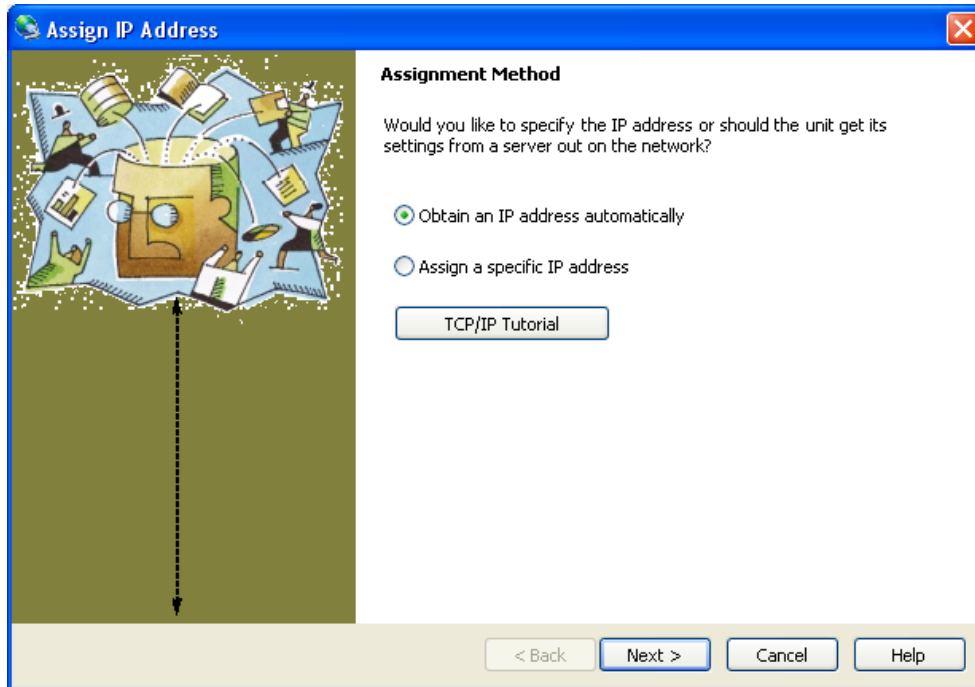 Assign IP Address
Assignment Method
Would you like to specify the IP address or should the unit get its
settings from a server out on the network?
Obtain an IP address automatically
Assign a specific IP address
TCP/IP Tutorial
< Back Next > Cancel Help